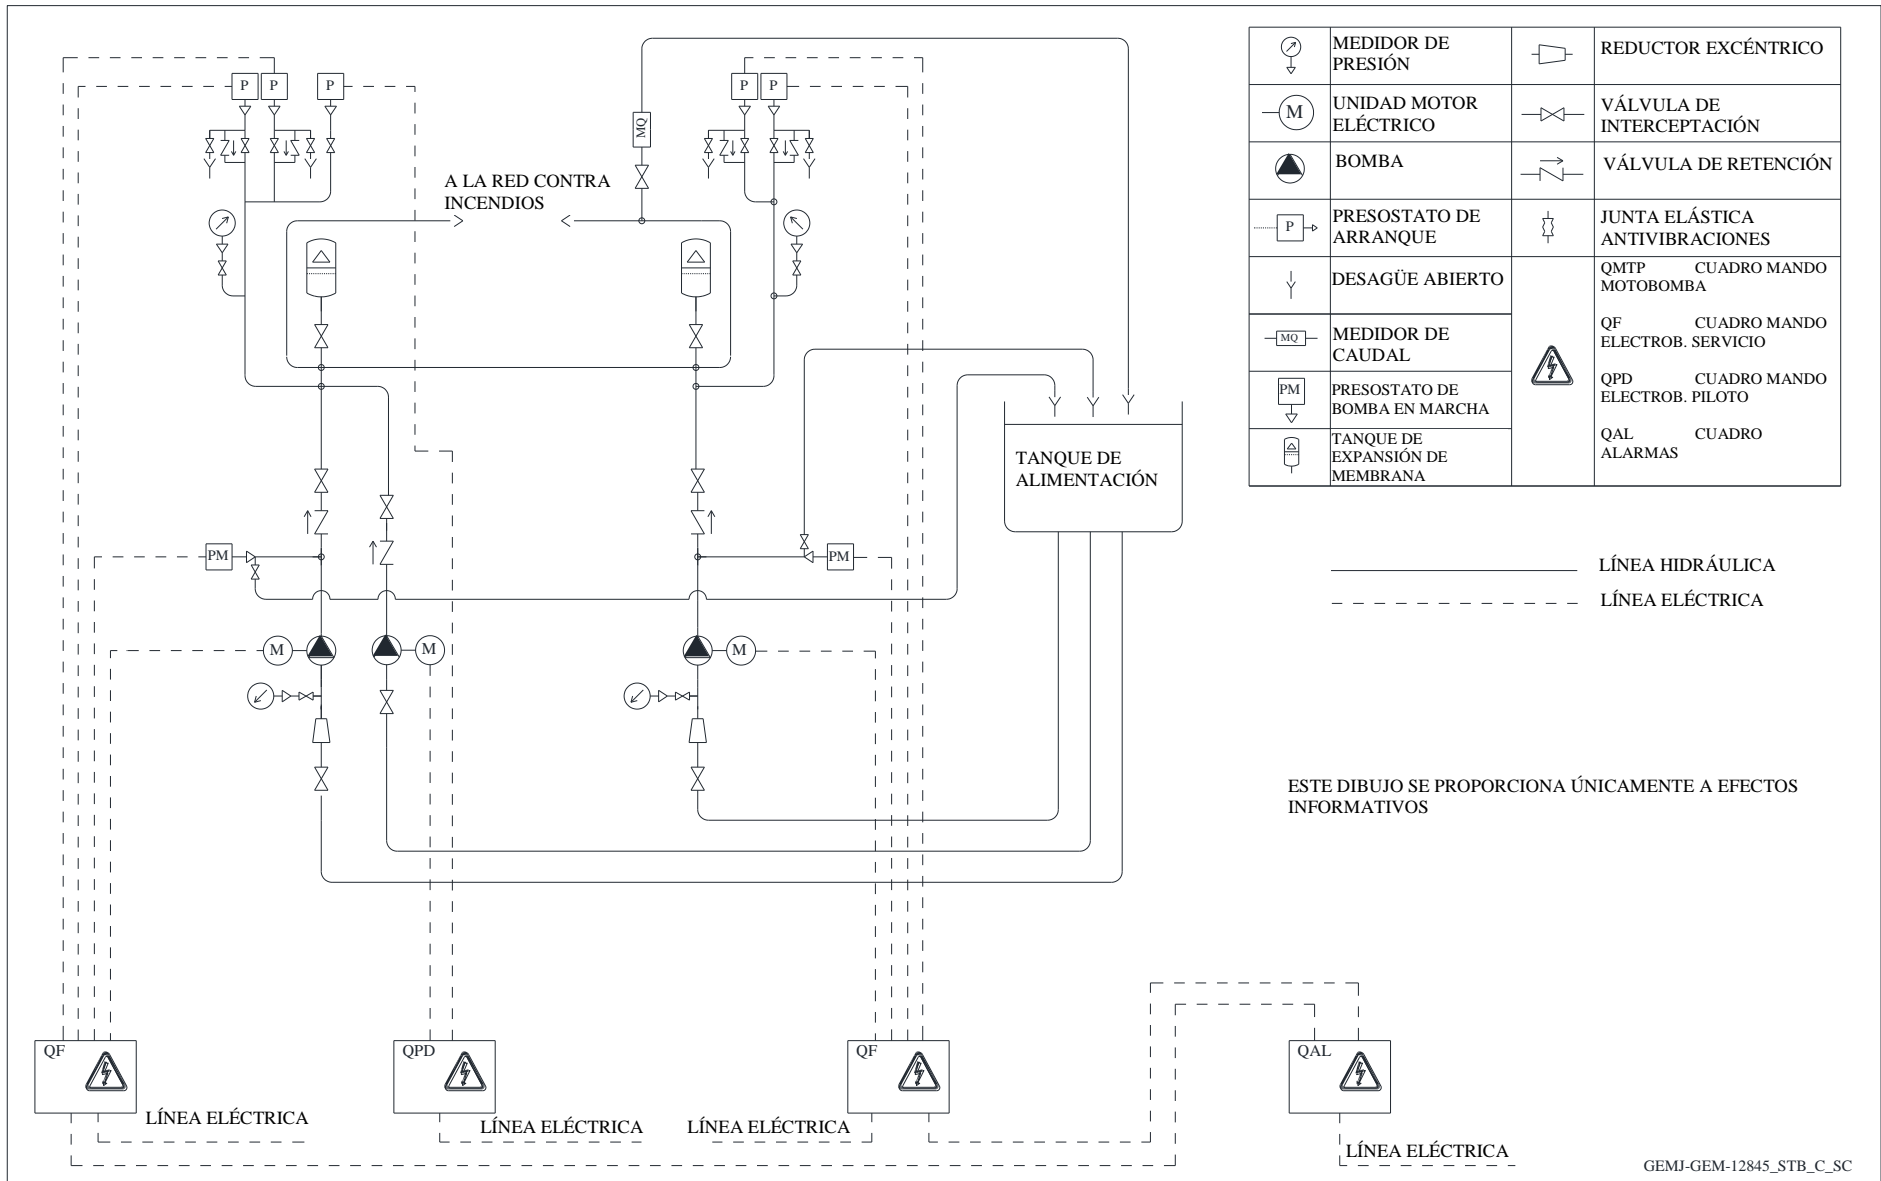 P
P
P
P
P
MQ
A LA RED CONTRA
INCENDIOS
TANQUE DE
ALIMENTACIÓN
PM
PM
M
M
M
QF
QPD
QF
QAL
LÍNEA ELÉCTRICA
LÍNEA ELÉCTRICA
LÍNEA ELÉCTRICA
LÍNEA ELÉCTRICA
MEDIDOR DE
PRESIÓN
REDUCTOR EXCÉNTRICO
M
UNIDAD MOTOR
ELÉCTRICO
VÁLVULA DE
INTERCEPTACIÓN
BOMBA
VÁLVULA DE RETENCIÓN
P
PRESOSTATO DE
ARRANQUE
JUNTA ELÁSTICA
ANTIVIBRACIONES
DESAGÜE ABIERTO
MQ
MEDIDOR DE
CAUDAL
PM
PRESOSTATO DE
BOMBA EN MARCHA
TANQUE DE
EXPANSIÓN DE
MEMBRANA
QMTP CUADRO MANDO
MOTOBOMBA
QF CUADRO MANDO
ELECTROB. SERVICIO
QPD CUADRO MANDO
ELECTROB. PILOTO
QAL CUADRO
ALARMAS
LÍNEA HIDRÁULICA
LÍNEA ELÉCTRICA
ESTE DIBUJO SE PROPORCIONA ÚNICAMENTE A EFECTOS
INFORMATIVOS
GEMJ-GEM-12845_STB_C_SC